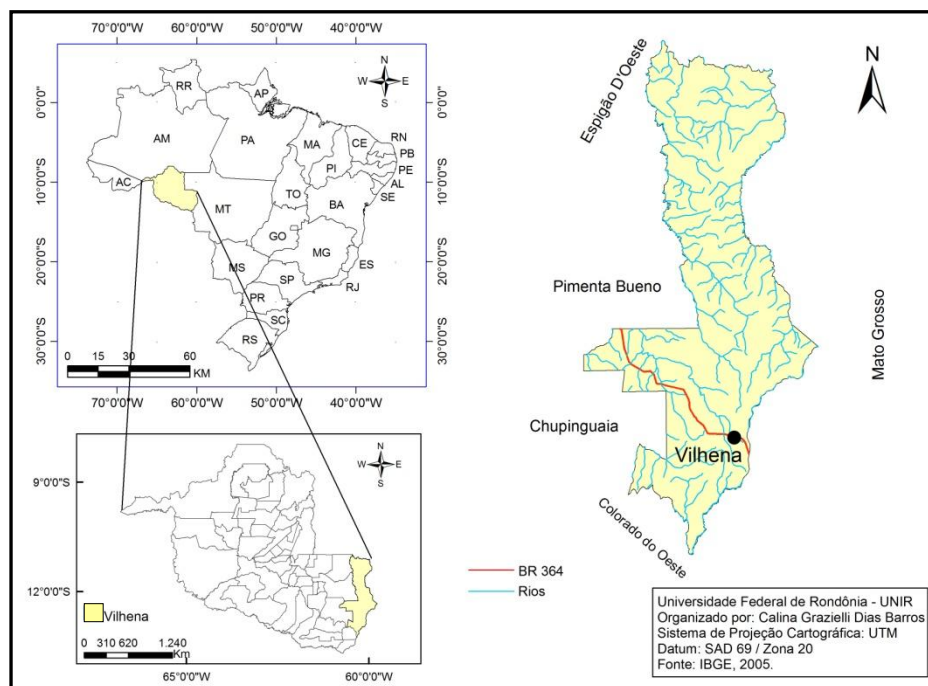 70°0'0"W 60°0'0"W 50°0'0"W 40°0'0"W
0°0'0"
10°0'0"S
20°0'0"S
30°0'0"S
0°0'0"
10°0'0"S
20°0'0"S
30°0'0"S
N
W E
S
RR
AP
AM
PA
MA
CE
RN
PB
PI
PE
AC
AL
TO
SE
MT
BA
GO
MG
MS
ES
SP
RJ
PR
SC
RS
0 15 30 60
KM
70°0'0"W 60°0'0"W 50°0'0"W 40°0'0"W
N
W E
S
9°0'0"S
12°0'0"S
Vilhena
0 310 620 1.240
Km
65°0'0"W 60°0'0"W
N
Espigão D'Oeste
Pimenta Bueno
Mato Grosso
Chupinguaia
Vilhena
Colorado do Oeste
BR 364
Rios
Universidade Federal de Rondônia - UNIR
Organizado por: Calina Grazielli Dias Barros
Sistema de Projeção Cartográfica: UTM
Datum: SAD 69 / Zona 20
Fonte: IBGE, 2005.